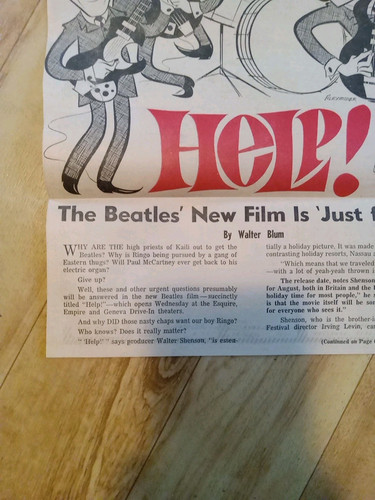 HELP!
The Beatles' New Film Is 'Just f
By Walter Blum
WHY ARE THE high priests of Kaili out to get the
Beatles? Why is Ringo being pursued by a gang of
Eastern thugs? Will Paul McCartney ever get back to his
electric organ?
Give up?
Well, these and other urgent questions presumably
will be answered in the new Beatles film—succinctly
titled "Help!"—which opens Wednesday at the Esquire,
Empire and Geneva Drive-In theaters.
And why DID those nasty chaps want our boy Ringo?
Who knows? Does it really matter?
" 'Help!' " says producer Walter Shenson, "is essen-
tially a holiday picture. It was made
contrasting holiday resorts, Nassau
"Which means that we traveled
—with a lot of yeah-yeah thrown i
The release date, notes Shenson
for August, both in Britain and the
holiday time for most people," he s
is that the movie itself will be som
for everyone who sees it."
Shenson, who is the brother-i
Festival director Irving Levin, ca
(Continued on Page